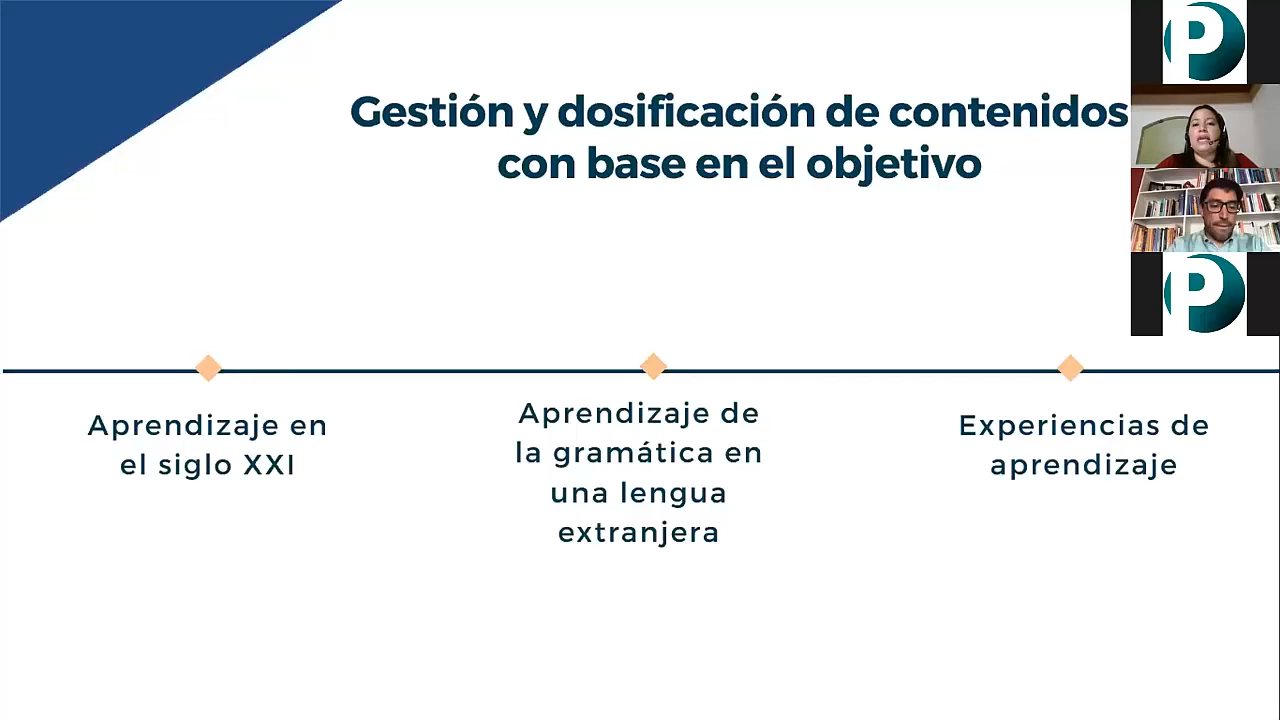 Gestión y dosificación de contenidos
con base en el objetivo
P
P
Aprendizaje en
el siglo XXI
Aprendizaje de
la gramática en
una lengua
extranjera
Experiencias de
aprendizaje